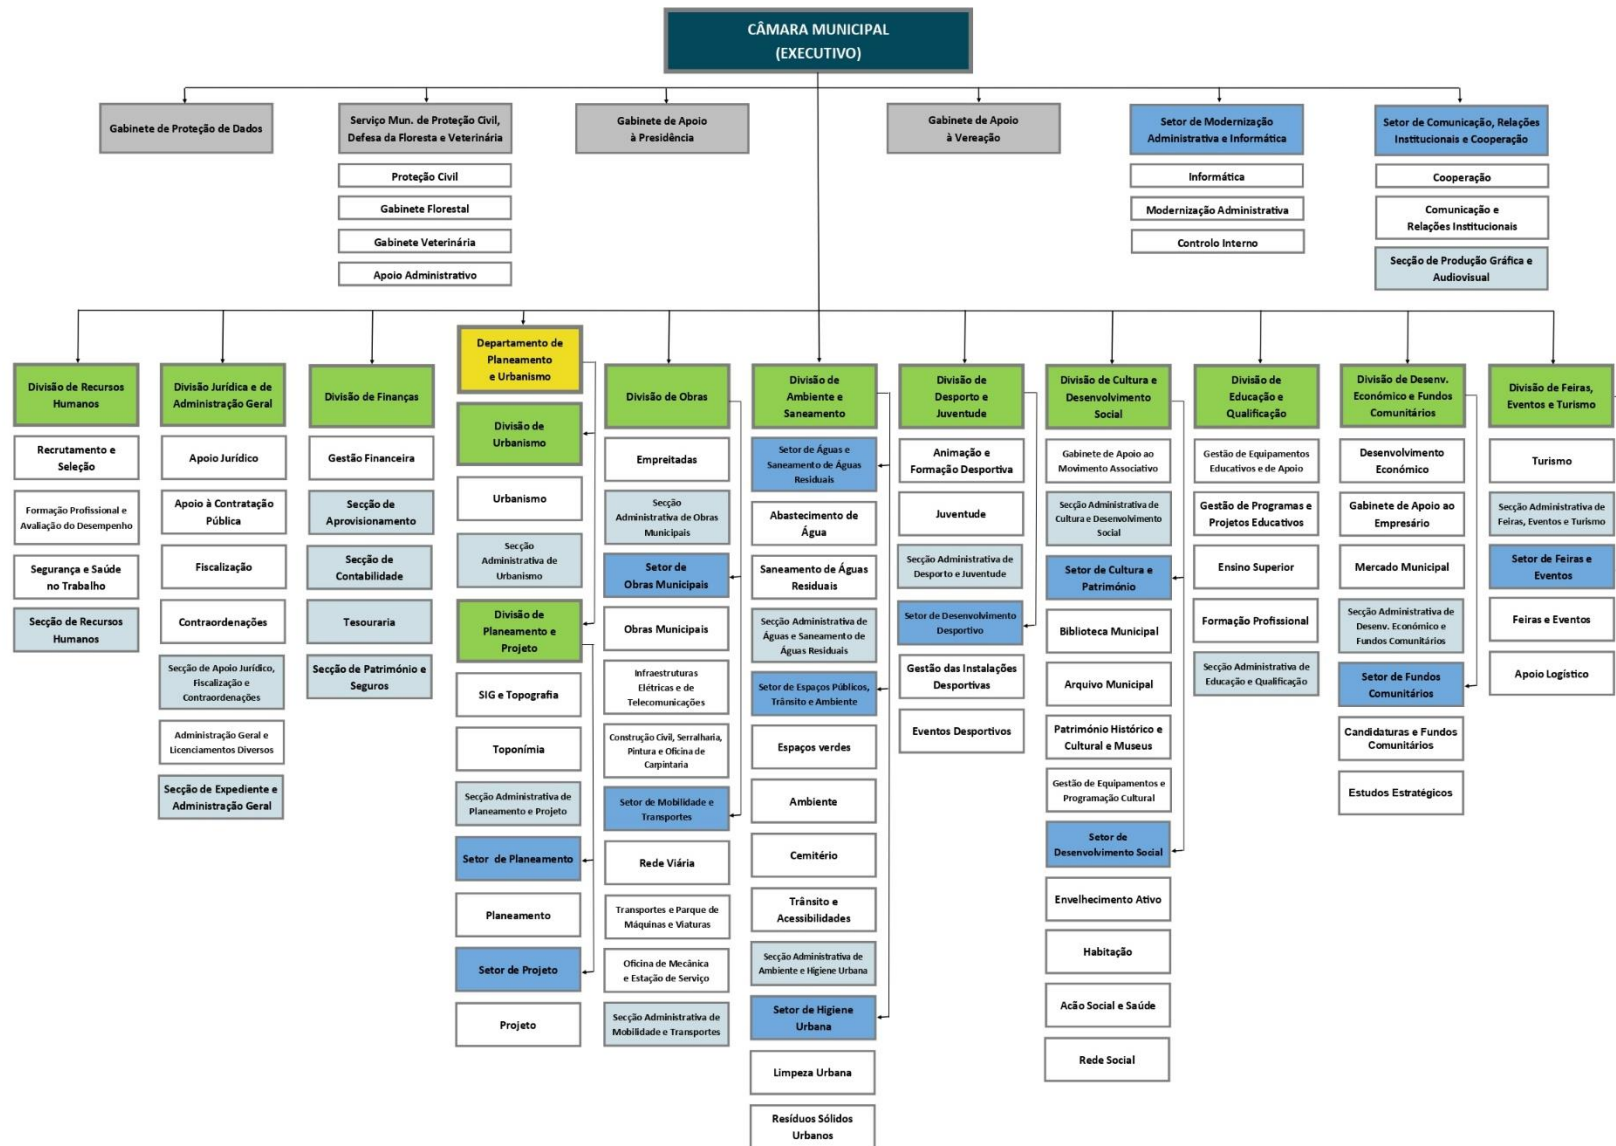 CÂMARA MUNICIPAL
(EXECUTIVO)
Gabinete de Proteção de Dados
Serviço Mun. de Proteção Civil,
Defesa da Floresta e Veterinária
Proteção Civil
Gabinete Florestal
Gabinete Veterinária
Apoio Administrativo
Gabinete de Apoio
à Presidência
Gabinete de Apoio
à Vereação
Setor de Modernização
Administrativa e Informática
Informática
Modernização Administrativa
Controlo Interno
Setor de Comunicação, Relações
Institucionais e Cooperação
Cooperação
Comunicação e
Relações Institucionais
Secção de Produção Gráfica e
Audiovisual
Divisão de Recursos
Humanos
Recrutamento e
Seleção
Formação Profissional e
Avaliação do Desempenho
Segurança e Saúde
no Trabalho
Secção de Recursos
Humanos
Divisão Jurídica e de
Administração Geral
Apoio Jurídico
Apoio à Contratação
Pública
Fiscalização
Contraordenações
Secção de Apoio Jurídico,
Fiscalização e
Contraordenações
Administração Geral e
Licenciamentos Diversos
Secção de Expediente e
Administração Geral
Divisão de Finanças
Gestão Financeira
Secção de
Aprovisionamento
Secção de
Contabilidade
Tesouraria
Secção de Património e
Seguros
Departamento de
Planeamento
e Urbanismo
Divisão de
Urbanismo
Urbanismo
Secção
Administrativa de
Urbanismo
Divisão de
Planeamento e
Projeto
SIG e Topografia
Toponímia
Secção Administrativa de
Planeamento e Projeto
Setor de Planeamento
Planeamento
Setor de Projeto
Projeto
Divisão de Obras
Empreitadas
Secção
Administrativa de Obras
Municipais
Setor de
Obras Municipais
Obras Municipais
Infraestruturas
Elétricas e de
Telecomunicações
Construção Civil, Serralharia,
Pintura e Oficina de
Carpintaria
Setor de Mobilidade e
Transportes
Rede Viária
Transportes e Parque de
Máquinas e Viaturas
Oficina de Mecânica
e Estação de Serviço
Secção Administrativa de
Mobilidade e Transportes
Divisão de
Ambiente e
Saneamento
Setor de Águas e
Saneamento de Águas
Residuais
Abastecimento de
Água
Saneamento de Águas
Residuais
Secção Administrativa de
Águas e Saneamento de
Águas Residuais
Setor de Espaços Públicos,
Trânsito e Ambiente
Espaços verdes
Ambiente
Cemitério
Trânsito e
Acessibilidades
Secção Administrativa de
Ambiente e Higiene Urbana
Setor de Higiene
Urbana
Limpeza Urbana
Resíduos Sólidos
Urbanos
Divisão de
Desporto e
Juventude
Animação e
Formação Desportiva
Juventude
Secção Administrativa de
Desporto e Juventude
Setor de Desenvolvimento
Desportivo
Gestão das Instalações
Desportivas
Eventos Desportivos
Divisão de Cultura e
Desenvolvimento
Social
Gabinete de Apoio ao
Movimento Associativo
Secção Administrativa de
Cultura e Desenvolvimento
Social
Setor de Cultura e
Património
Biblioteca Municipal
Arquivo Municipal
Património Histórico e
Cultural e Museus
Gestão de Equipamentos e
Programação Cultural
Setor de
Desenvolvimento Social
Envelhecimento Ativo
Habitação
Acão Social e Saúde
Rede Social
Divisão de
Educação e
Qualificação
Gestão de Equipamentos
Educativos e de Apoio
Gestão de Programas e
Projetos Educativos
Ensino Superior
Formação Profissional
Secção Administrativa de
Educação e Qualificação
Divisão de Desenv.
Económico e Fundos
Comunitários
Desenvolvimento
Económico
Gabinete de Apoio ao
Empresário
Mercado Municipal
Secção Administrativa de
Desenv. Económico e
Fundos Comunitários
Setor de Fundos
Comunitários
Candidaturas e Fundos
Comunitários
Estudos Estratégicos
Divisão de Feiras,
Eventos e Turismo
Turismo
Secção Administrativa de
Feiras, Eventos e Turismo
Setor de Feiras e
Eventos
Feiras e Eventos
Apoio Logístico